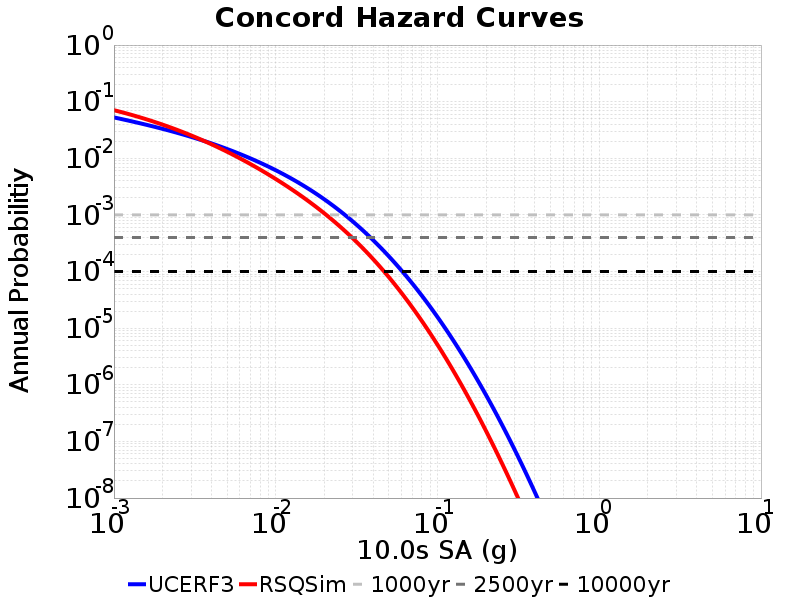 Concord Hazard Curves
10^0
10^-1
10^-2
10^-3
10^-4
10^-5
10^-6
10^-7
10^-8
Annual Probabilitiy
10^-3 10^-2 10^-1 10^0 10^1
10.0s SA (g)
UCERF3 RSQSim 1000yr 2500yr 10000yr